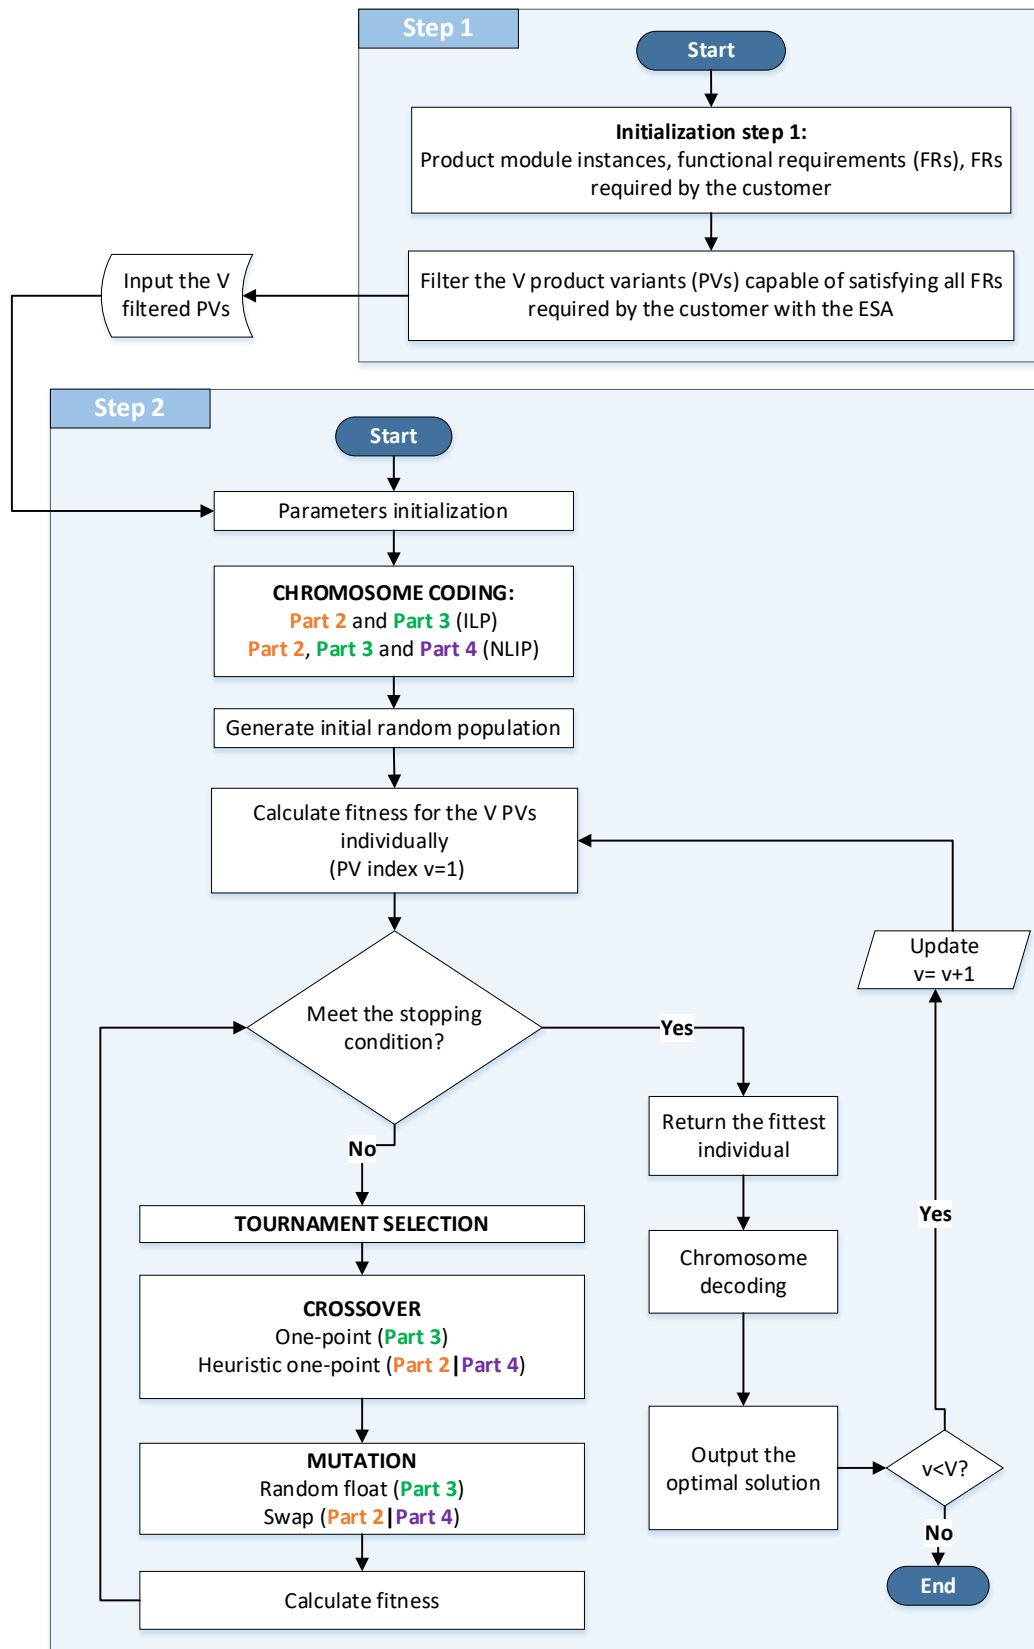 Step 1
Start
Initialization step 1:
Product module instances, functional requirements (FRs), FRs
required by the customer
Filter the V product variants (PVs) capable of satisfying all FRs
required by the customer with the ESA
Input the V
filtered PVs
Step 2
Start
Parameters initialization
CHROMOSOME CODING:
Part 2 and Part 3 (ILP)
Part 2, Part 3 and Part 4 (NLIP)
Generate initial random population
Calculate fitness for the V PVs
individually
(PV index v=1)
Update
v= v+1
Meet the stopping
condition?
Yes
No
Return the fittest
individual
TOURNAMENT SELECTION
Yes
Chromosome
decoding
CROSSOVER
One-point (Part 3)
Heuristic one-point (Part 2|Part 4)
MUTATION
Random float (Part 3)
Swap (Part 2|Part 4)
Output the
optimal solution
v<V?
No
Calculate fitness
End